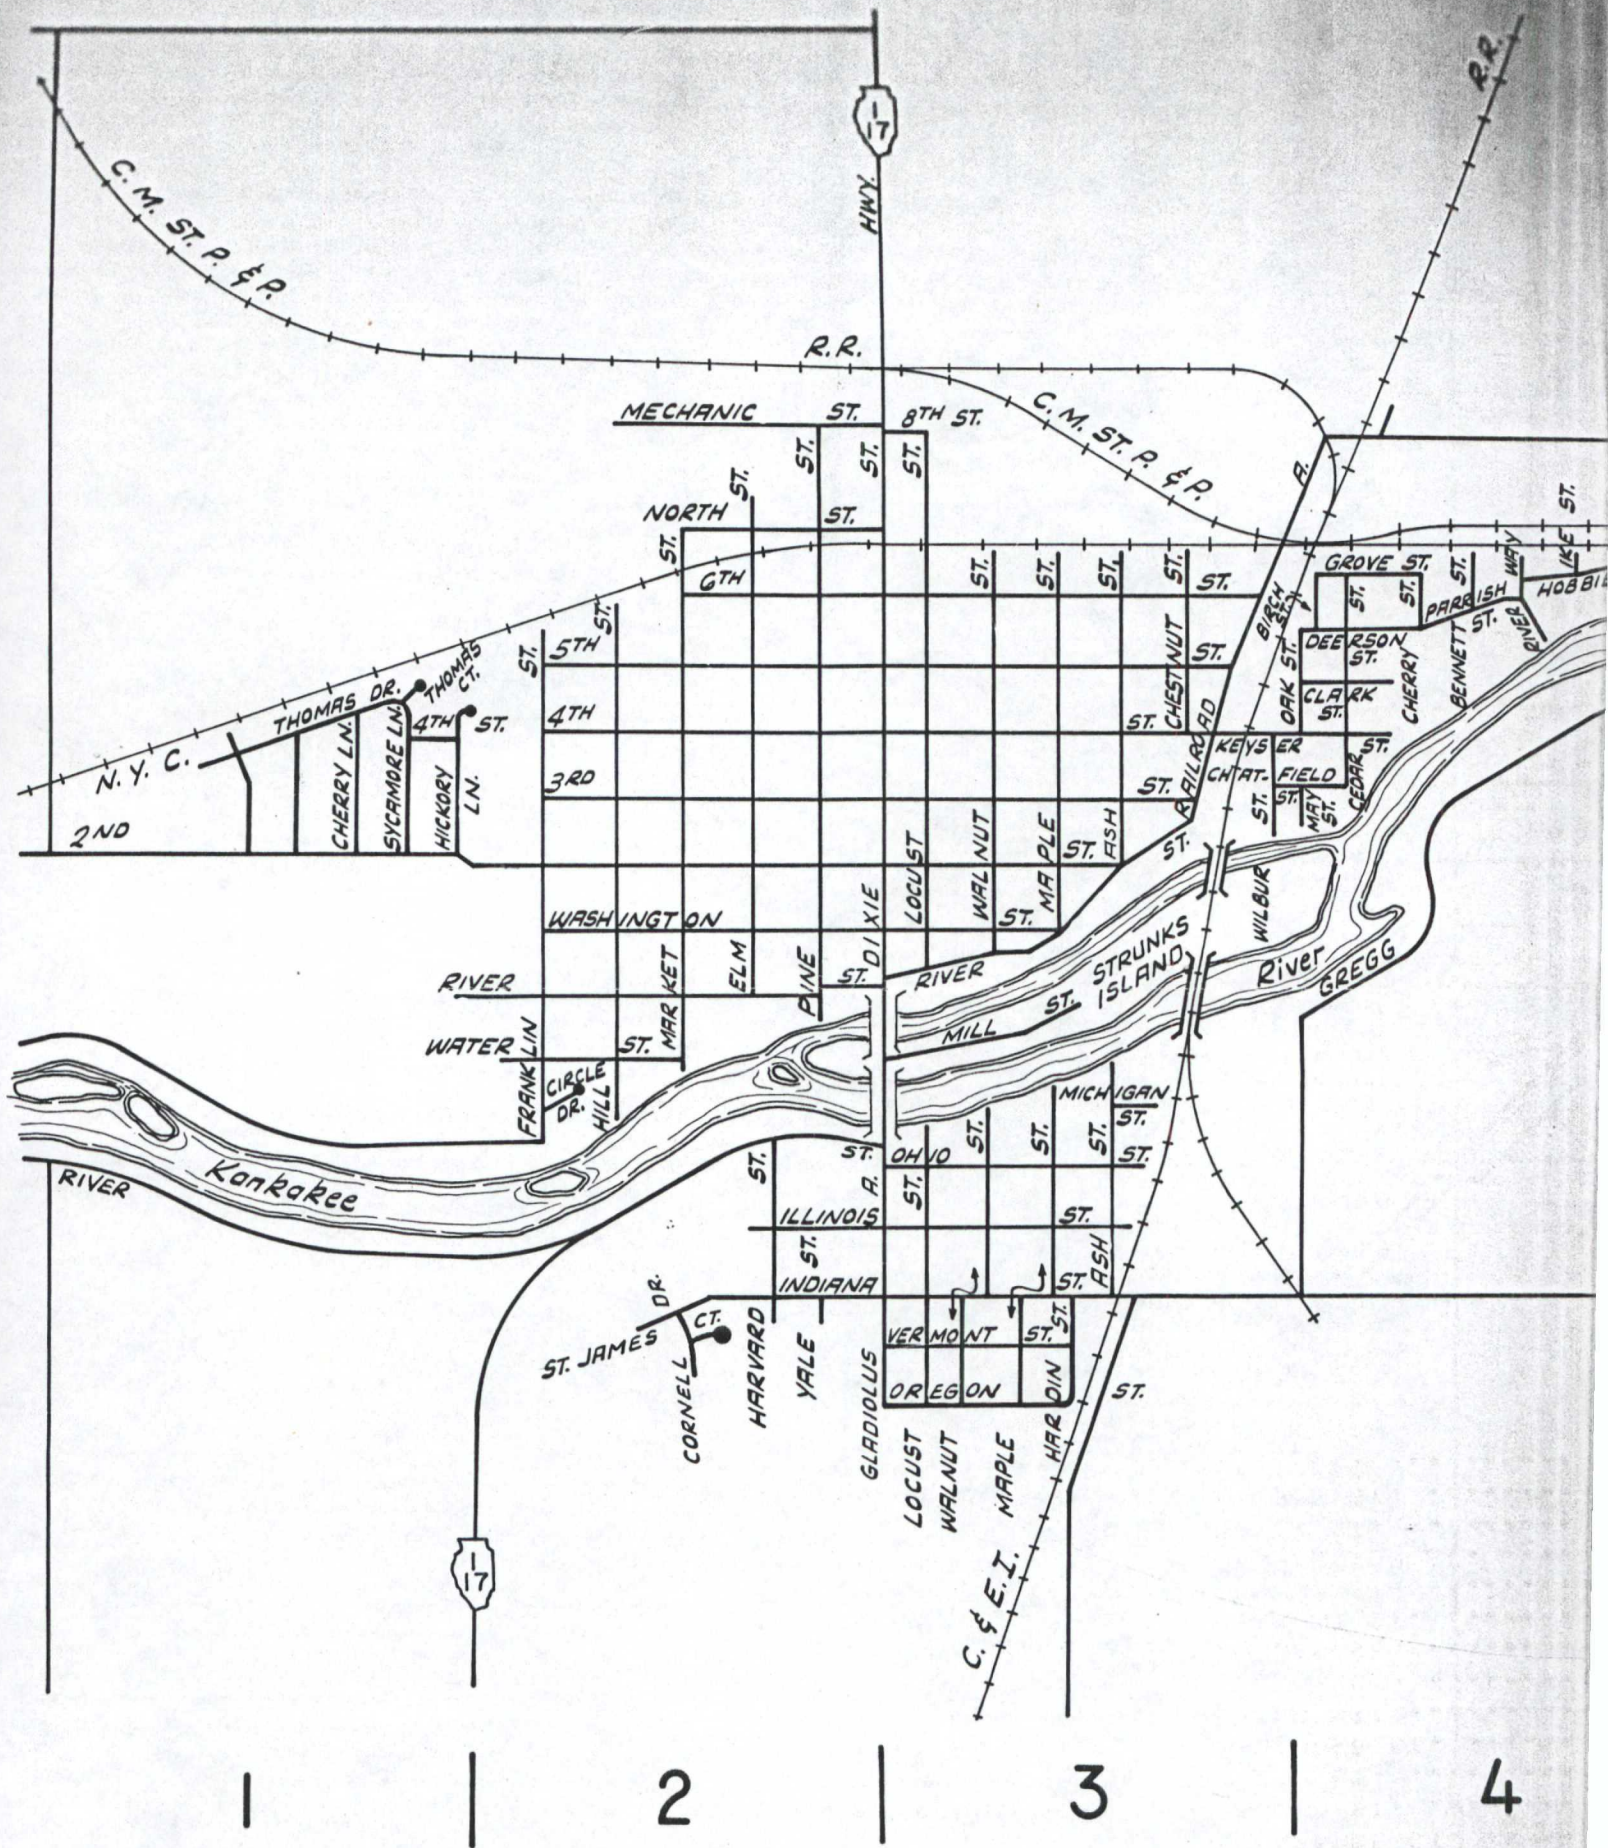 R.R.
1
17
HWY.
C. M. ST. P. & P.
R.R.
MECHANIC ST.
8TH ST.
C. M. ST. P. & P.
ST.
ST.
ST.
ST.
A.
NORTH ST.
ST.
IKE ST.
6TH ST.
ST.
ST.
ST.
ST.
GROVE ST.
ST.
WAY
HOBBIE
BIRCH ST.
ST.
ST.
PARRISH ST.
RIVER
ST.
ST.
5TH ST.
DEERSON ST.
THOMAS DR.
THOMAS CT.
CHESTNUT
OAK ST.
CLARK ST.
CHERRY
BENNETT
4TH ST.
4TH ST.
KEYSER ST.
N. Y. C.
CHERRY LN.
SYCAMORE LN.
HICKORY LN.
3RD ST.
RAILROAD ST.
CHAT-FIELD ST.
CEDAR
MAY ST.
ST.
2ND ST.
LOCUST
WALNUT
MAPLE
ASH
WILBUR
WASHINGTON ST.
DIXIE
STRUNKS ISLAND
River
GREGG
RIVER ST.
MARKET
ELM
PINE
RIVER
MILL ST.
WATER ST.
FRANKLIN
CIRCLE DR.
HILL
MICHIGAN ST.
ST.
ST.
ST.
ST.
OHIO ST.
Kankakee
RIVER ST.
A.
ST.
ILLINOIS ST.
ST.
ASH
INDIANA ST.
ST. JAMES DR.
CT.
CORNELL
HARVARD
YALE
VERMONT ST.
ST.
OREGON ST.
GLADIOLUS
LOCUST
WALNUT
MAPLE
HARDIN
1
17
C. & E. I.
1 2 3 4